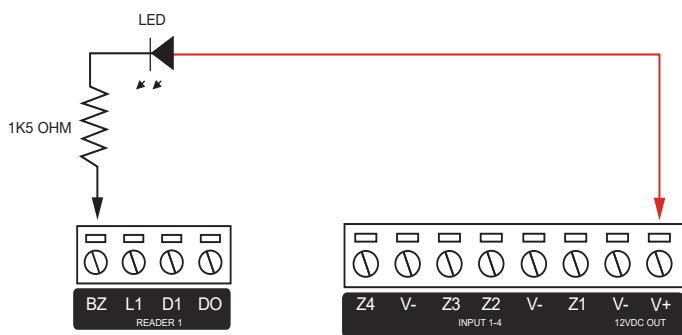 LED
1K5 OHM
BZ L1 D1 DO
READER 1
Z4 V- Z3 Z2 V- Z1 V- V+
INPUT 1-4 12VDC OUT